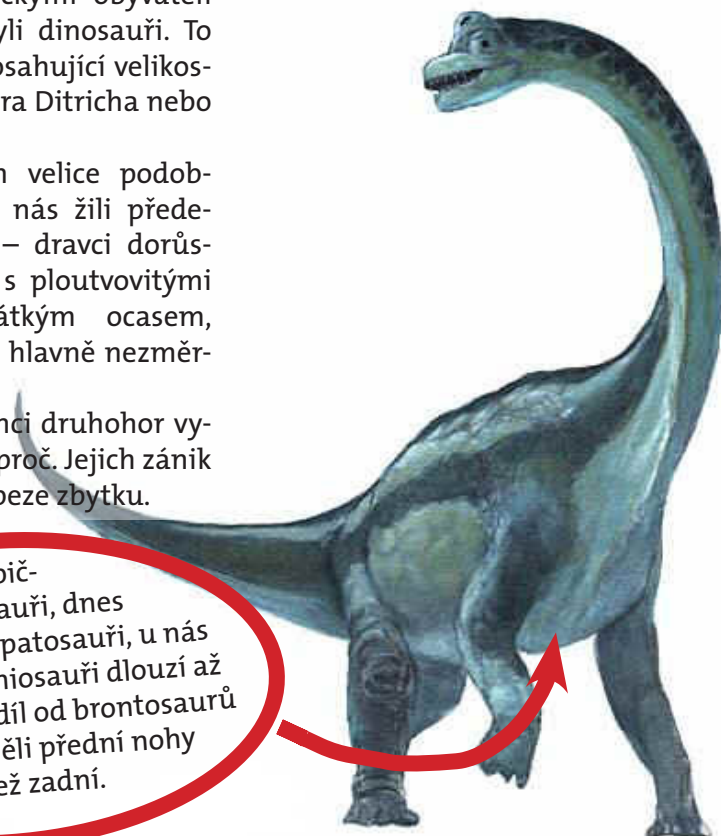 ckými obyvateli
yli dinosauři. To
osahující velikos-
ra Ditricha nebo
velice podob-
nás žili přede-
– dravci dorůs-
s ploutvovitými
átkým ocasem,
hlavně nezměr-
nci druhohor vy-
proč. Jejich zánik
beze zbytku.
pič-
auři, dnes
patosauři, u nás
niosauři dlouzí až
díl od brontosaurů
ěli přední nohy
ež zadní.